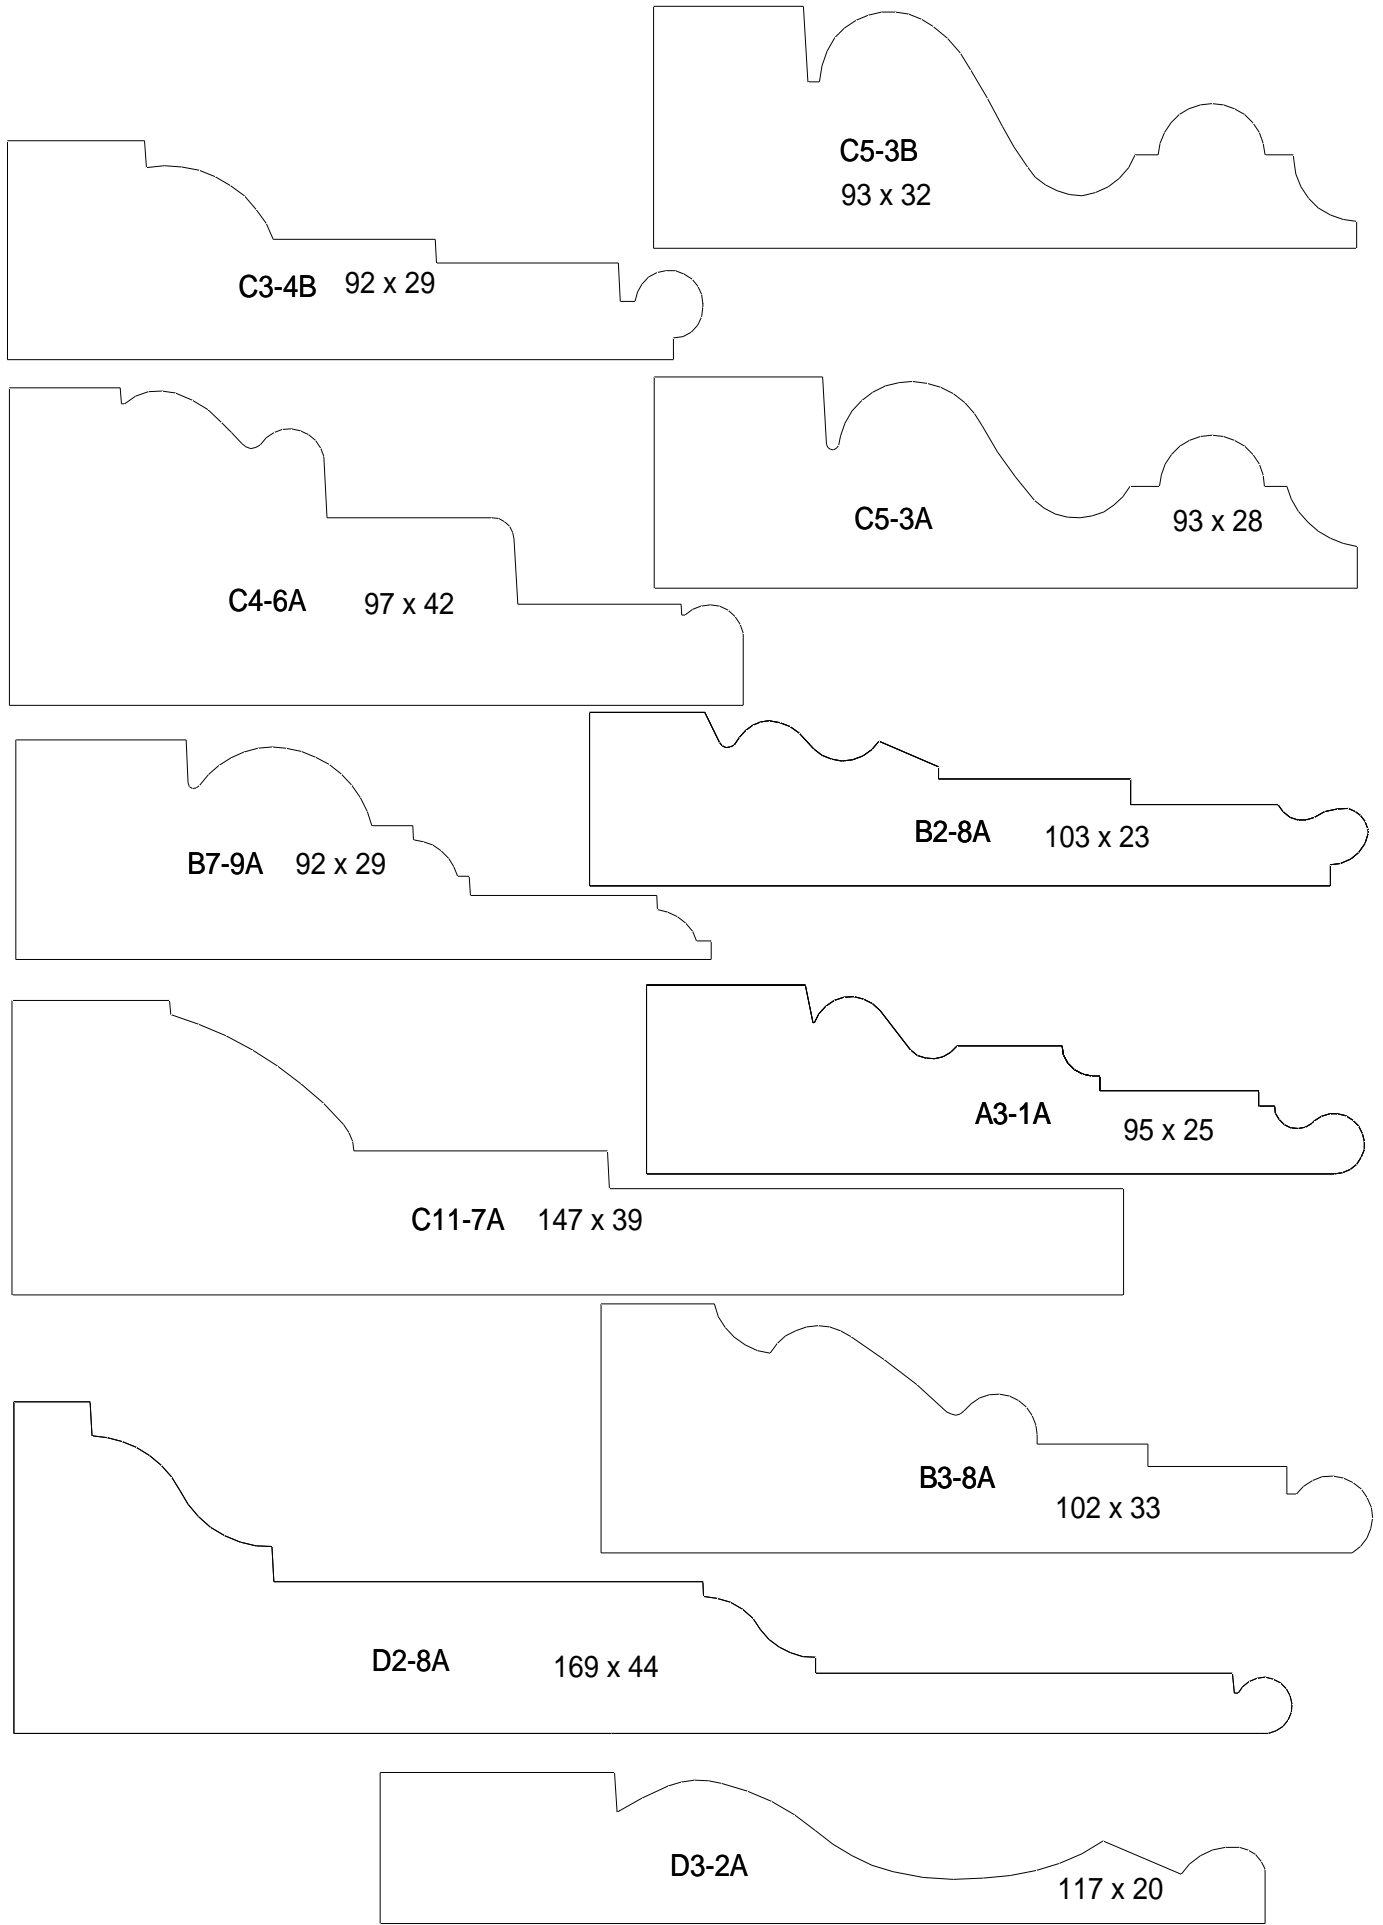 C5-3B
93 x 32
C3-4B 92 x 29
C5-3A 93 x 28
C4-6A 97 x 42
B2-8A 103 x 23
B7-9A 92 x 29
A3-1A 95 x 25
C11-7A 147 x 39
B3-8A
102 x 33
D2-8A 169 x 44
D3-2A
117 x 20